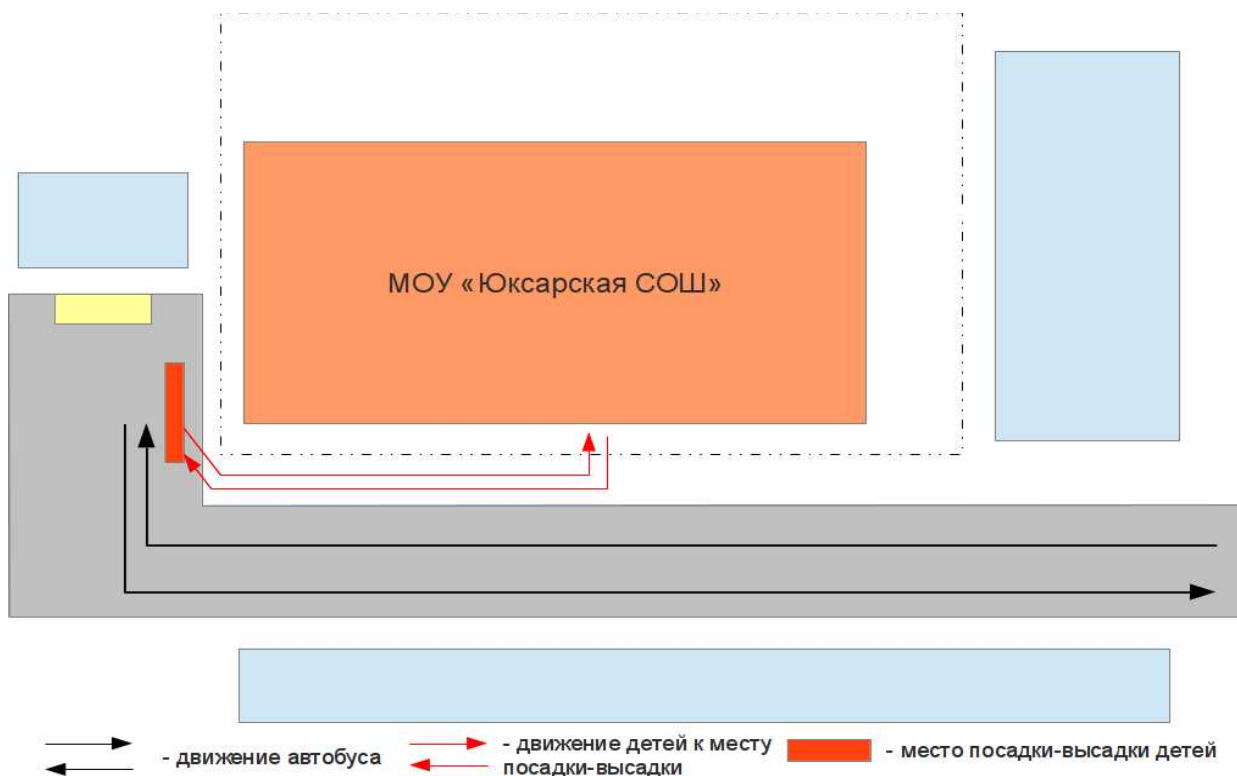 МОУ «Юксарская СОШ»
- движение автобуса
- движение детей к месту
посадки-высадки
- место посадки-высадки детей